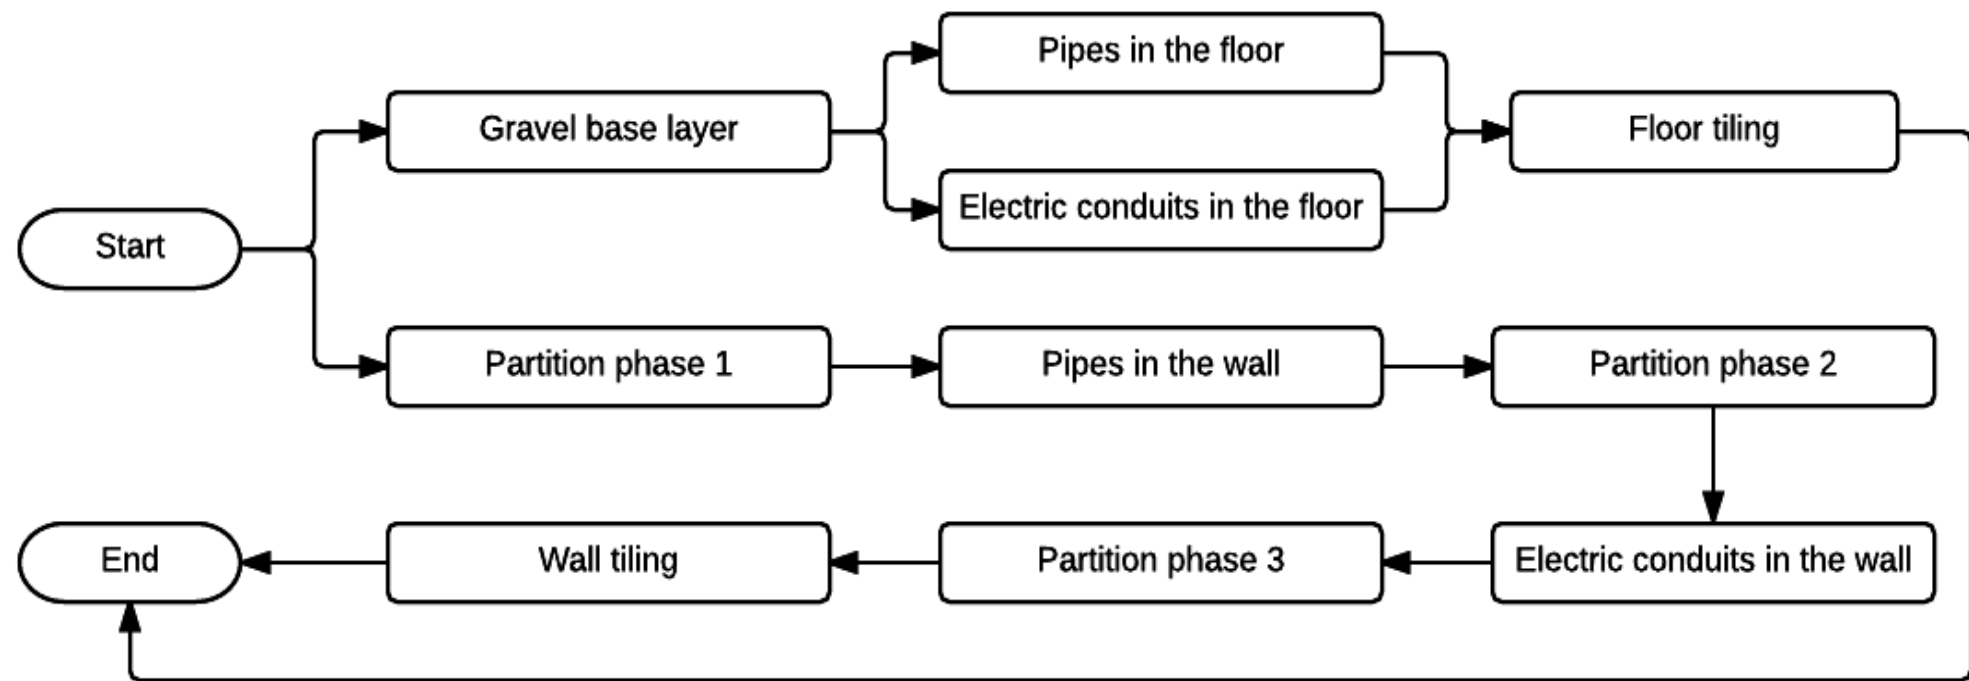 Pipes in the floor
Gravel base layer
Floor tiling
Electric conduits in the floor
Start
Partition phase 1
Pipes in the wall
Partition phase 2
End
Wall tiling
Partition phase 3
Electric conduits in the wall